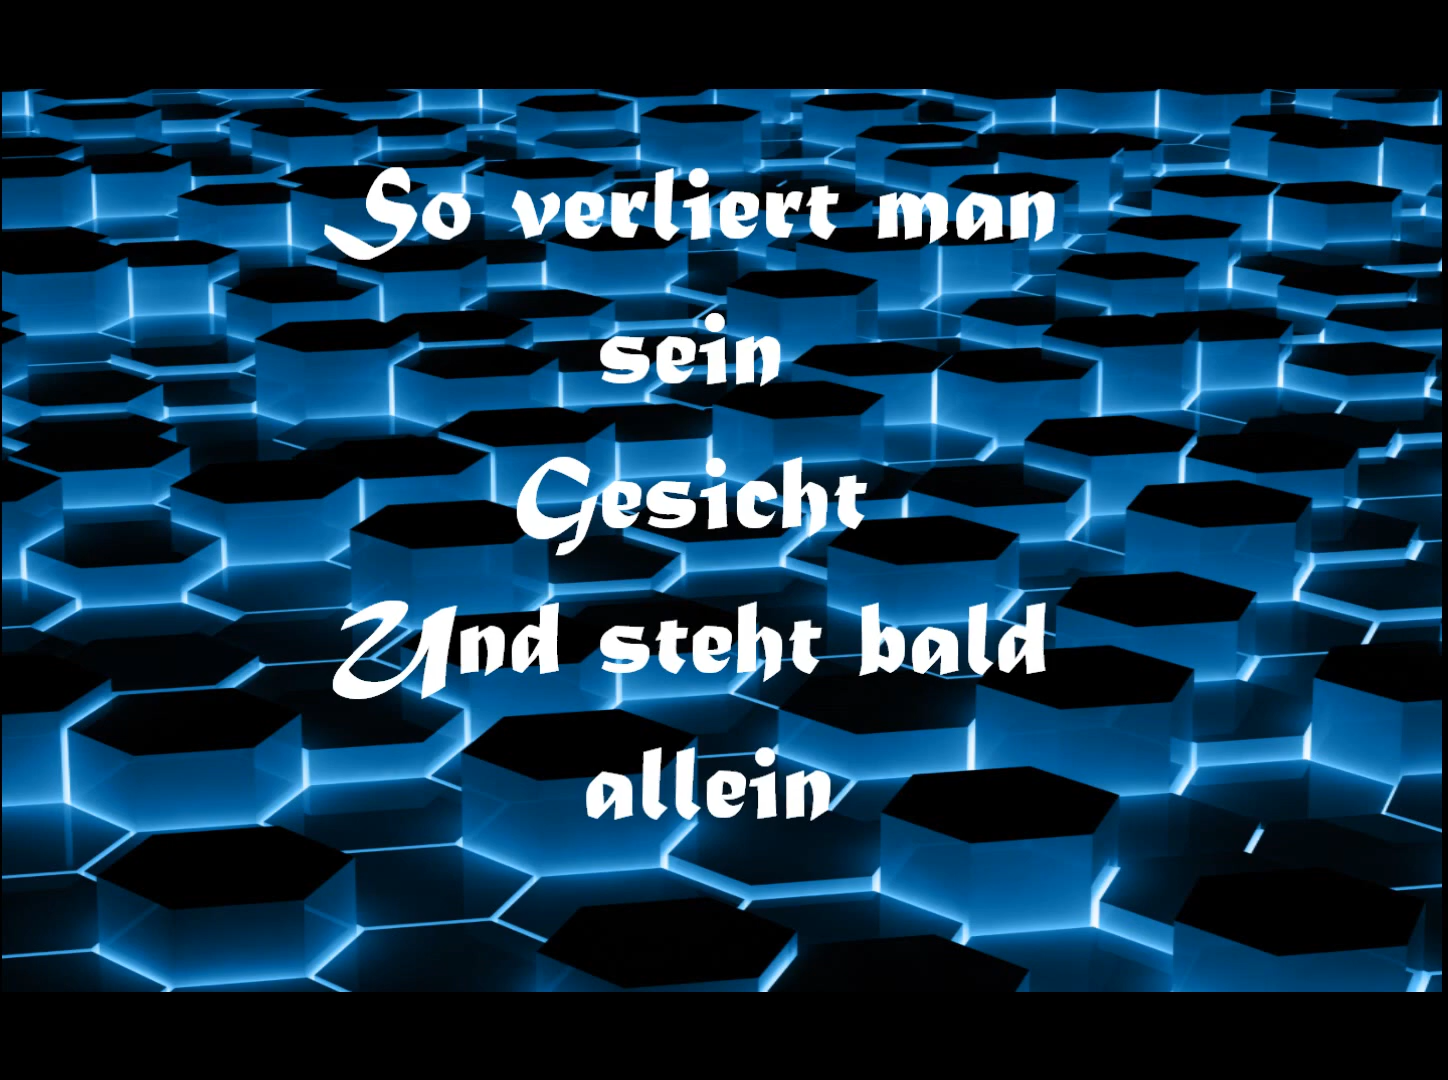 So verliert man
sein
Gesicht
Und steht bald
allein